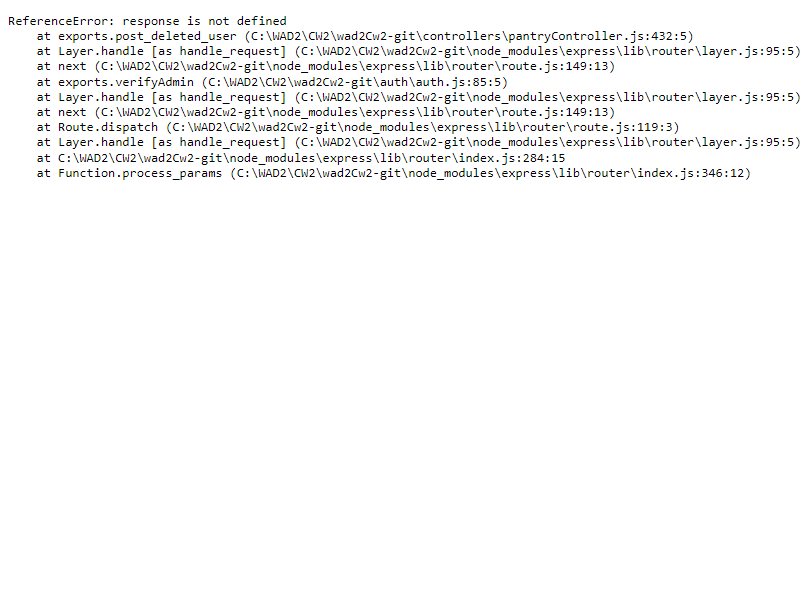 ReferenceError: response is not defined
    at exports.post_deleted_user (C:\WAD2\CW2\wad2Cw2-git\controllers\pantryController.js:432:5)
    at Layer.handle [as handle_request] (C:\WAD2\CW2\wad2Cw2-git\node_modules\express\lib\router\layer.js:95:5)
    at next (C:\WAD2\CW2\wad2Cw2-git\node_modules\express\lib\router\route.js:149:13)
    at exports.verifyAdmin (C:\WAD2\CW2\wad2Cw2-git\auth\auth.js:85:5)
    at Layer.handle [as handle_request] (C:\WAD2\CW2\wad2Cw2-git\node_modules\express\lib\router\layer.js:95:5)
    at next (C:\WAD2\CW2\wad2Cw2-git\node_modules\express\lib\router\route.js:149:13)
    at Route.dispatch (C:\WAD2\CW2\wad2Cw2-git\node_modules\express\lib\router\route.js:119:3)
    at Layer.handle [as handle_request] (C:\WAD2\CW2\wad2Cw2-git\node_modules\express\lib\router\layer.js:95:5)
    at C:\WAD2\CW2\wad2Cw2-git\node_modules\express\lib\router\index.js:284:15
    at Function.process_params (C:\WAD2\CW2\wad2Cw2-git\node_modules\express\lib\router\index.js:346:12)